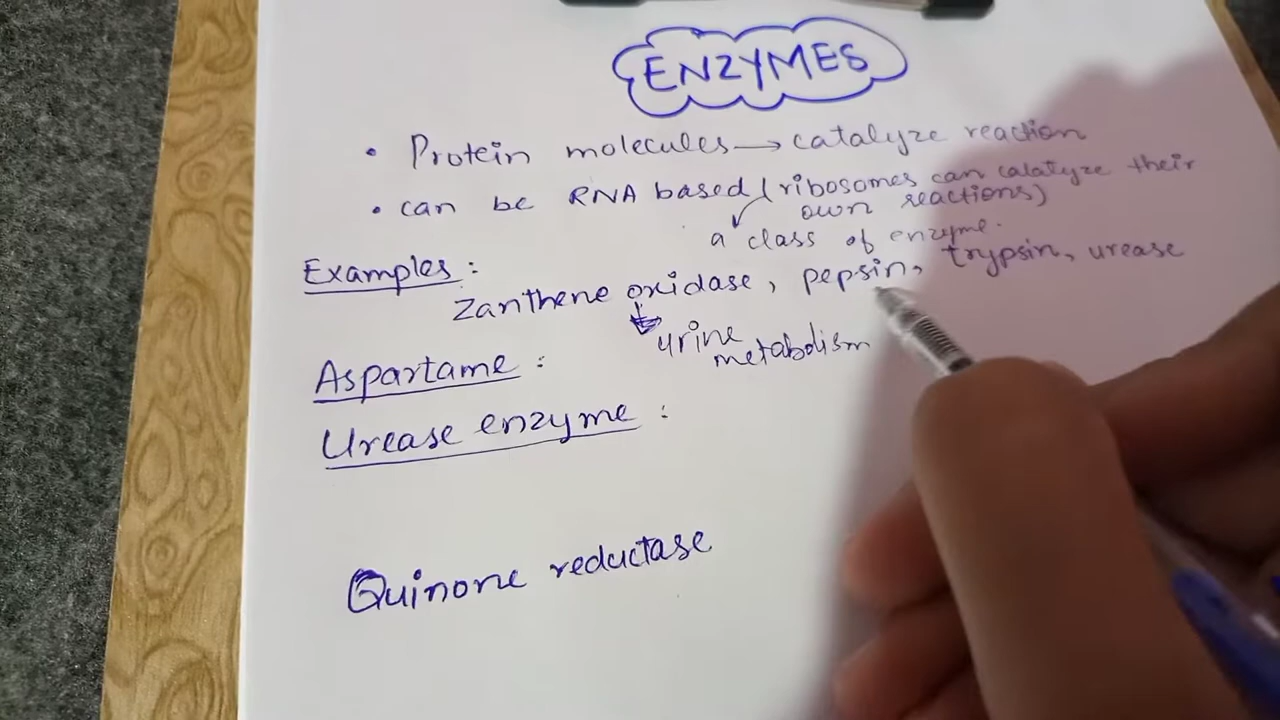 ENZYMES
• Protein molecules → catalyze reaction
• can be RNA based (ribosomes can catalyze their own reactions)
a class of enzyme.
Examples :
Zanthene oxidase, pepsin, trypsin, urease
urine metabolism
Aspartame :
Urease enzyme :
Quinone reductase